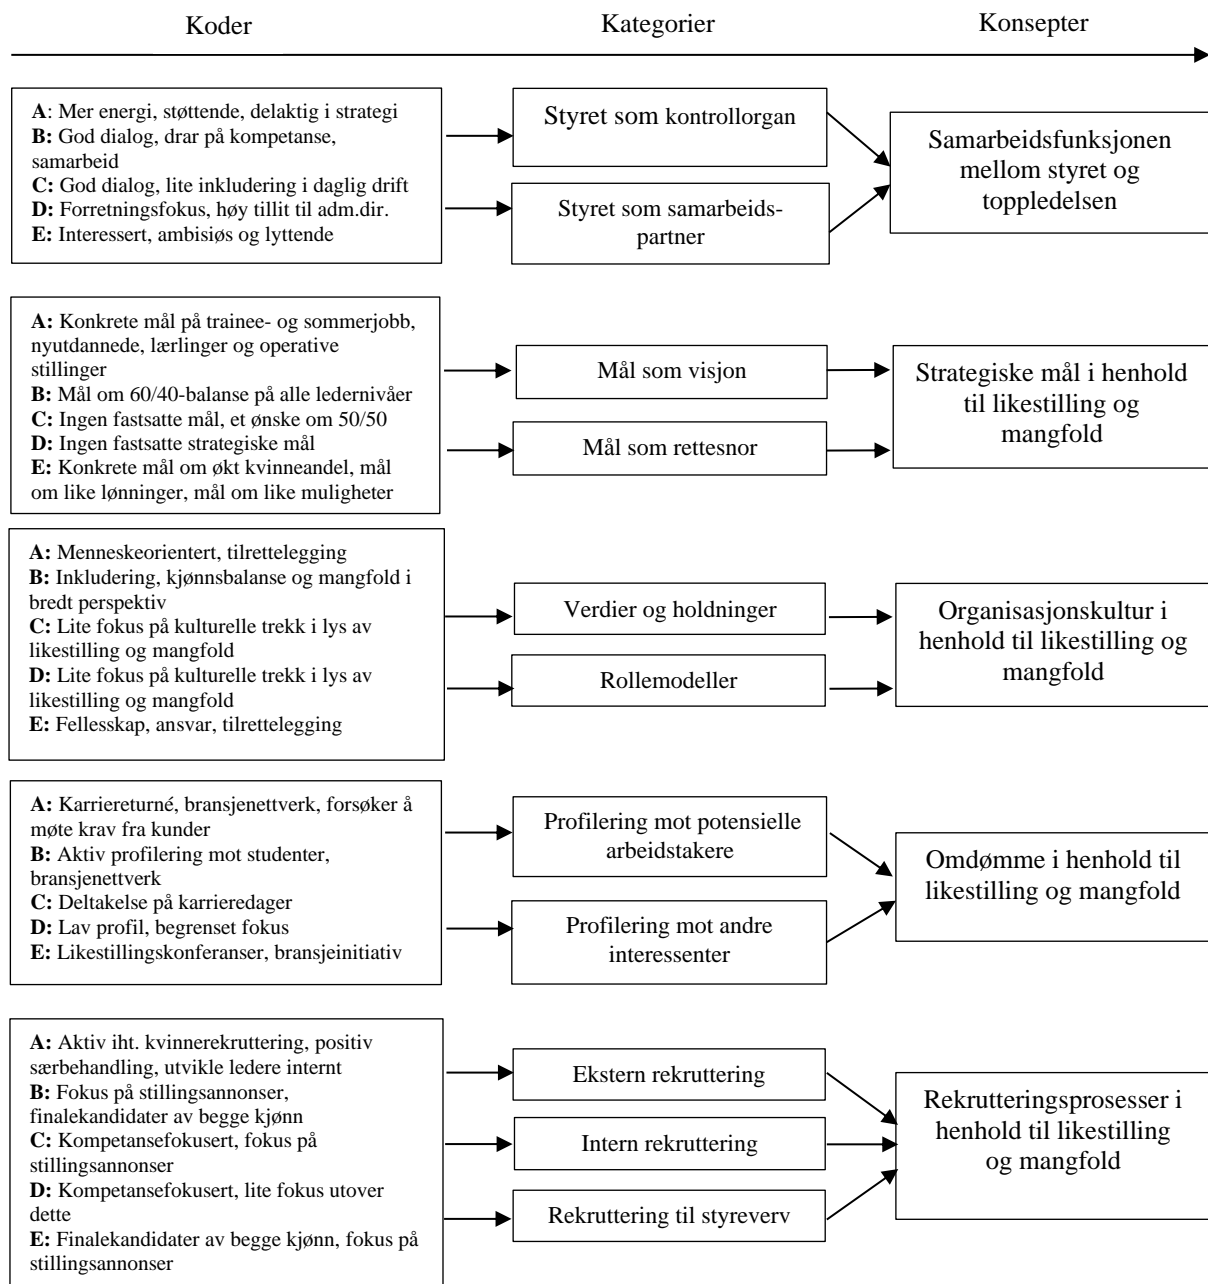 Koder
Kategorier
Konsepter
A: Mer energi, støttende, delaktig i strategi
B: God dialog, drar på kompetanse,
samarbeid
C: God dialog, lite inkludering i daglig drift
D: Forretningsfokus, høy tillit til adm.dir.
E: Interessert, ambisiøs og lyttende
Styret som kontrollorgan
Styret som samarbeids-
partner
Samarbeidsfunksjonen
mellom styret og
toppledelsen
A: Konkrete mål på trainee- og sommerjobb,
nyutdannede, lærlinger og operative
stillinger
B: Mål om 60/40-balanse på alle ledernivåer
C: Ingen fastsatte mål, et ønske om 50/50
D: Ingen fastsatte strategiske mål
E: Konkrete mål om økt kvinneandel, mål
om like lønninger, mål om like muligheter
Mål som visjon
Mål som rettesnor
Strategiske mål i henhold
til likestilling og
mangfold
A: Menneskeorientert, tilrettelegging
B: Inkludering, kjønnsbalanse og mangfold i
bredt perspektiv
C: Lite fokus på kulturelle trekk i lys av
likestilling og mangfold
D: Lite fokus på kulturelle trekk i lys av
likestilling og mangfold
E: Fellesskap, ansvar, tilrettelegging
Verdier og holdninger
Rollemodeller
Organisasjonskultur i
henhold til likestilling og
mangfold
A: Karriereturné, bransjenettverk, forsøker å
møte krav fra kunder
B: Aktiv profilering mot studenter,
bransjenettverk
C: Deltakelse på karrieredager
D: Lav profil, begrenset fokus
E: Likestillingskonferanser, bransjeinitiativ
Profilering mot potensielle
arbeidstakere
Profilering mot andre
interessenter
Omdømme i henhold til
likestilling og mangfold
A: Aktiv iht. kvinnerekruttering, positiv
særbehandling, utvikle ledere internt
B: Fokus på stillingsannonser,
finalekandidater av begge kjønn
C: Kompetansefokusert, fokus på
stillingsannonser
D: Kompetansefokusert, lite fokus utover
dette
E: Finalekandidater av begge kjønn, fokus på
stillingsannonser
Ekstern rekruttering
Intern rekruttering
Rekruttering til styreverv
Rekrutteringsprosesser i
henhold til likestilling
og mangfold